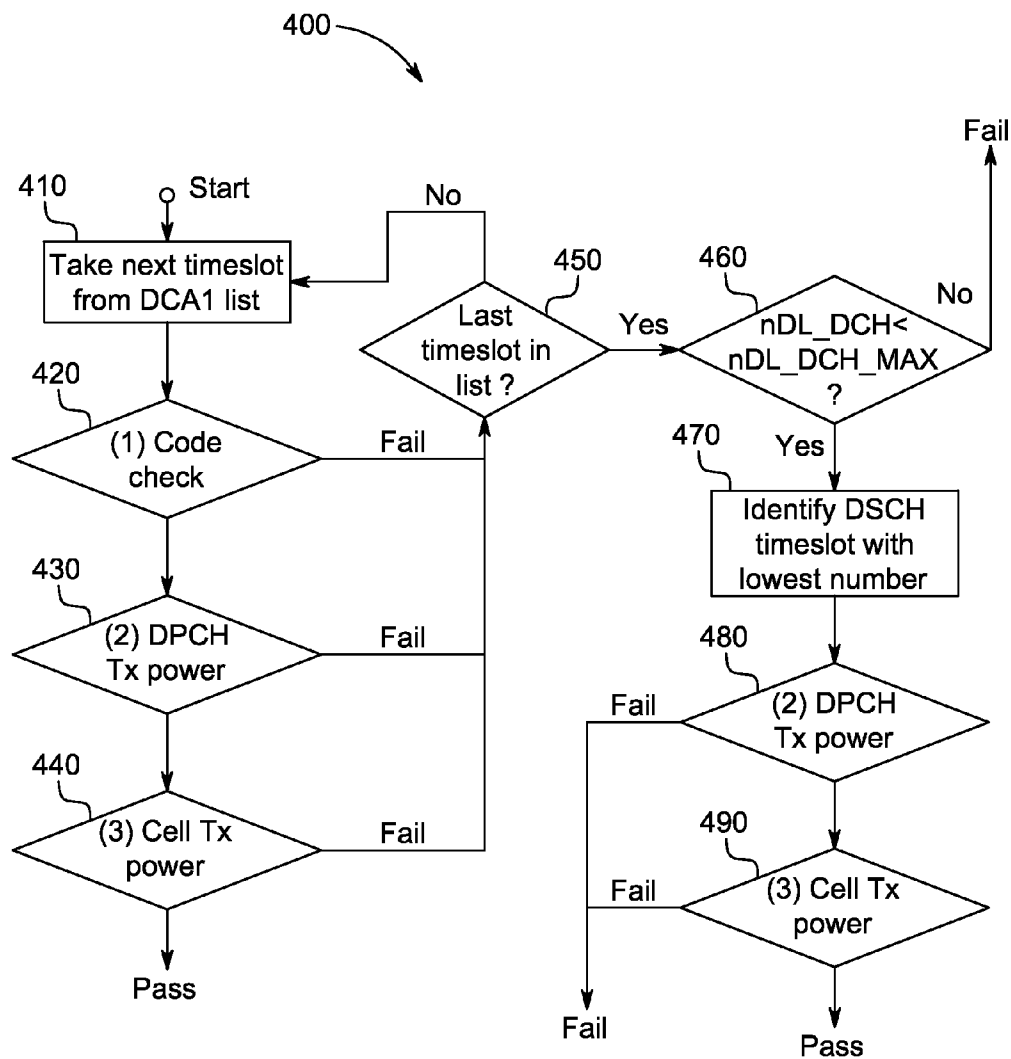 400
Fail
410
Start
No
Take next timeslot
from DCA1 list
450
Last
timeslot in
list ?
Yes
460
nDL_DCH<
nDL_DCH_MAX
?
No
420
(1) Code
check
Fail
Yes
470
Identify DSCH
timeslot with
lowest number
430
(2) DPCH
Tx power
Fail
480
(2) DPCH
Tx power
Fail
440
(3) Cell Tx
power
Fail
490
(3) Cell Tx
power
Fail
Pass
Fail
Pass